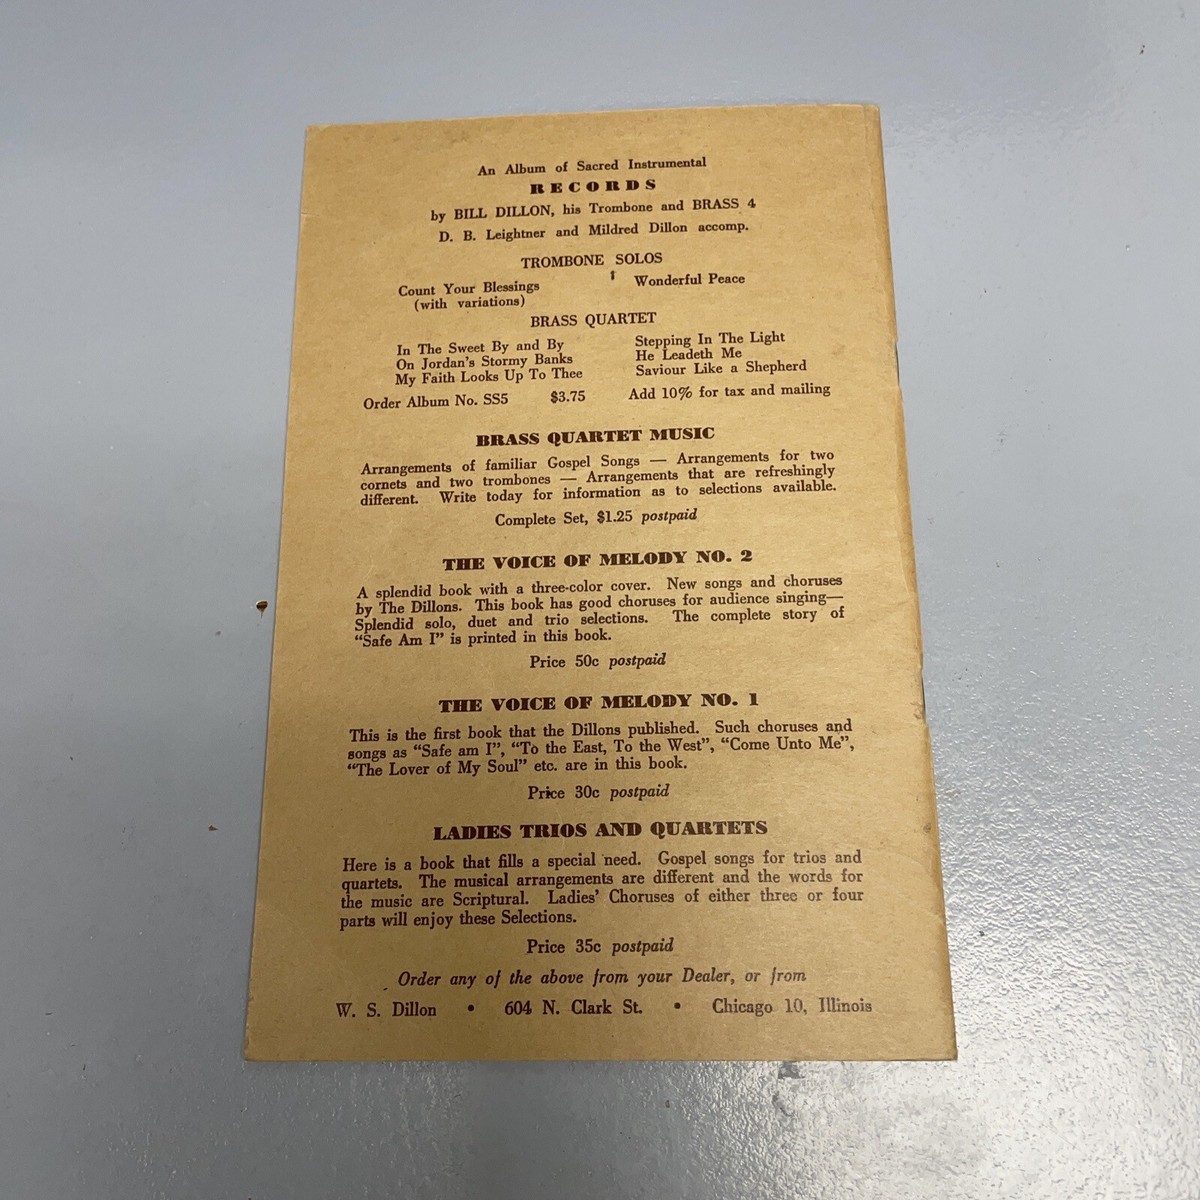 An Album of Sacred Instrumental
RECORDS
by BILL DILLON, his Trombone and BRASS 4
D. B. Leightner and Mildred Dillon accomp.
TROMBONE SOLOS
Count Your Blessings
(with variations)
Wonderful Peace
BRASS QUARTET
In The Sweet By and By
On Jordan's Stormy Banks
My Faith Looks Up To Thee
Stepping In The Light
He Leadeth Me
Saviour Like a Shepherd
Order Album No. SS5 $3.75 Add 10% for tax and mailing
BRASS QUARTET MUSIC
Arrangements of familiar Gospel Songs — Arrangements for two
cornets and two trombones — Arrangements that are refreshingly
different. Write today for information as to selections available.
Complete Set, $1.25 postpaid
THE VOICE OF MELODY NO. 2
A splendid book with a three-color cover. New songs and choruses
by The Dillons. This book has good choruses for audience singing—
Splendid solo, duet and trio selections. The complete story of
“Safe Am I” is printed in this book.
Price 50c postpaid
THE VOICE OF MELODY NO. 1
This is the first book that the Dillons published. Such choruses and
songs as “Safe am I”, “To the East, To the West”, “Come Unto Me”,
“The Lover of My Soul” etc. are in this book.
Price 30c postpaid
LADIES TRIOS AND QUARTETS
Here is a book that fills a special need. Gospel songs for trios and
quartets. The musical arrangements are different and the words for
the music are Scriptural. Ladies' Choruses of either three or four
parts will enjoy these Selections.
Price 35c postpaid
Order any of the above from your Dealer, or from
W. S. Dillon • 604 N. Clark St. • Chicago 10, Illinois